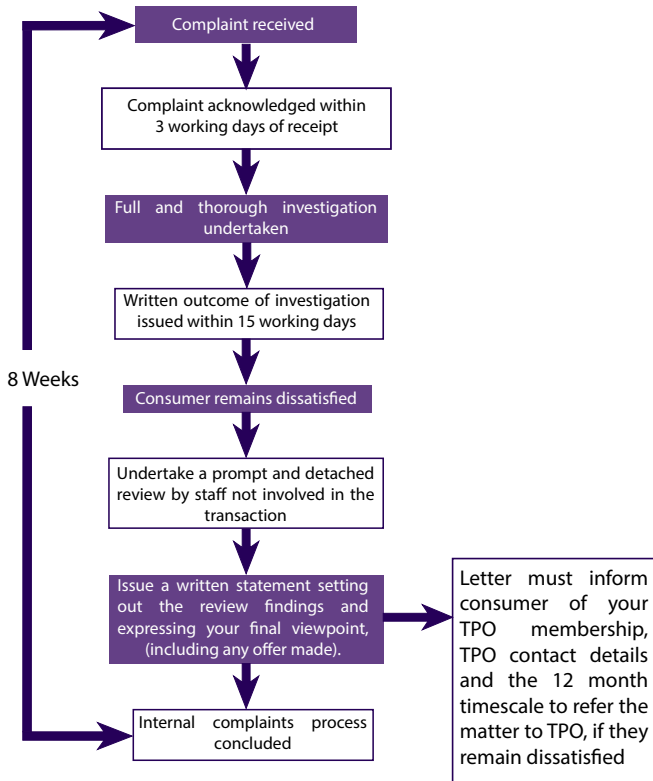 Complaint received
Complaint acknowledged within
3 working days of receipt
Full and thorough investigation
undertaken
Written outcome of investigation
issued within 15 working days
8 Weeks
Consumer remains dissatisfied
Undertake a prompt and detached
review by staff not involved in the
transaction
Issue a written statement setting
out the review findings and
expressing your final viewpoint,
(including any offer made).
Letter must inform
consumer of your
TPO membership,
TPO contact details
and the 12 month
timescale to refer the
matter to TPO, if they
remain dissatisfied
Internal complaints process
concluded